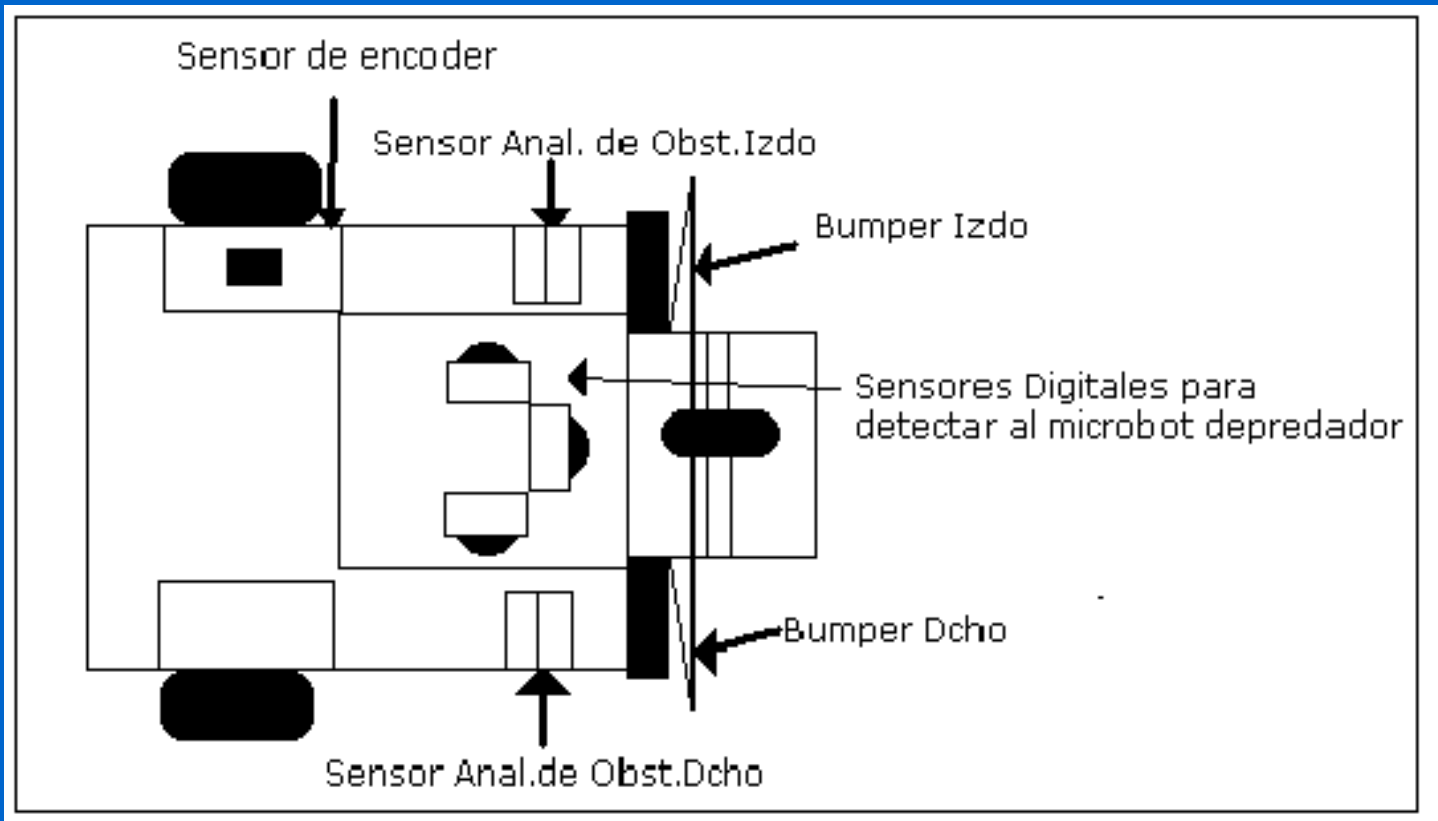 Sensor de encoder
Sensor Anal. de Obst.Izdo
Bumper Izdo
Sensores Digitales para
detectar al microbot depredador
Bumper Dcho
Sensor Anal.de Obst.Dcho